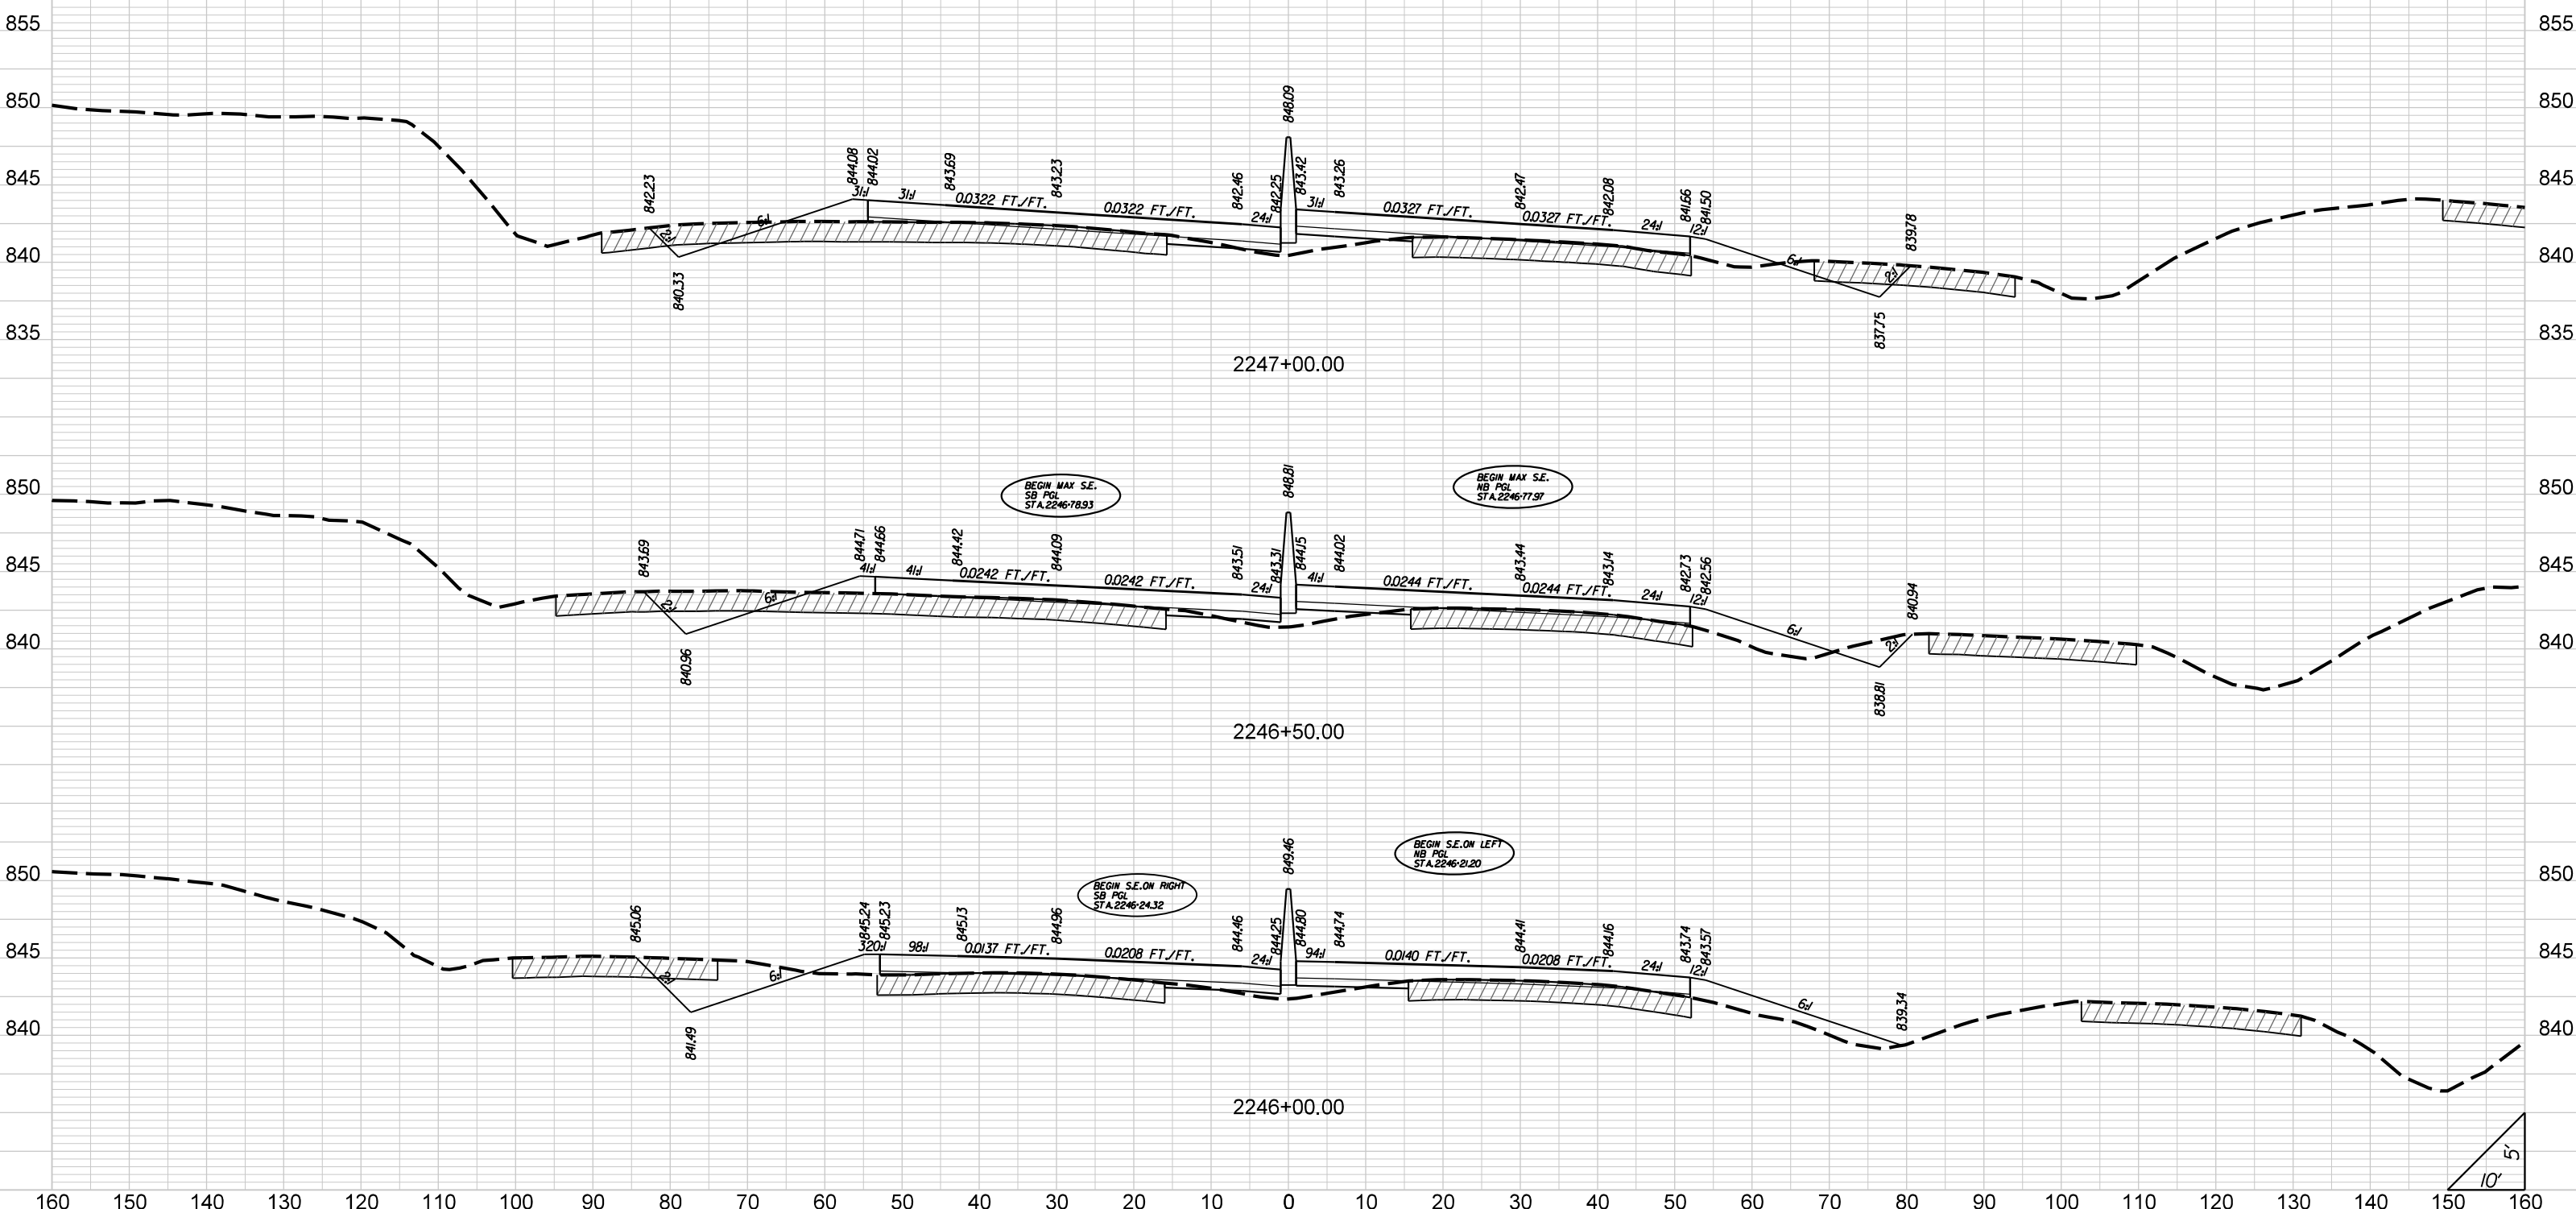 855 855
850 850
848.09
845 845
842.23 844.08 844.02 843.69 843.23 842.46 842.25 843.42 843.26 842.47 842.08 841.66 841.50 839.78
31:1 31:1 0.0322 FT./FT. 0.0322 FT./FT. 24:1 31:1 0.0327 FT./FT. 0.0327 FT./FT. 24:1 12:1
2:1 6:1 6:1 2:1
840 840
840.33 837.75
835 835
2247+00.00
BEGIN MAX S.E.
SB PGL
STA.2246+78.93
BEGIN MAX S.E.
NB PGL
STA.2246+77.97
850 848.81 850
845 845
843.69 844.71 844.66 844.42 844.09 843.51 843.31 844.15 844.02 843.44 843.14 842.73 842.56 840.94
41:1 41:1 0.0242 FT./FT. 0.0242 FT./FT. 24:1 41:1 0.0244 FT./FT. 0.0244 FT./FT. 24:1 12:1
2:1 6:1 6:1 2:1
840 840
840.96 838.81
2246+50.00
BEGIN S.E. ON LEFT
NB PGL
STA.2246+21.20
850 849.46 850
BEGIN S.E. ON RIGHT
SB PGL
STA.2246+24.32
845 845
845.06 845.24 845.23 845.13 844.96 844.46 844.25 844.80 844.74 844.41 844.16 843.74 843.57
320:1 98:1 0.0137 FT./FT. 0.0208 FT./FT. 24:1 94:1 0.0140 FT./FT. 0.0208 FT./FT. 24:1 12:1
2:1 6:1 6:1 839.34
840 840
841.49
2246+00.00
5'
10'
160 150 140 130 120 110 100 90 80 70 60 50 40 30 20 10 0 10 20 30 40 50 60 70 80 90 100 110 120 130 140 150 160